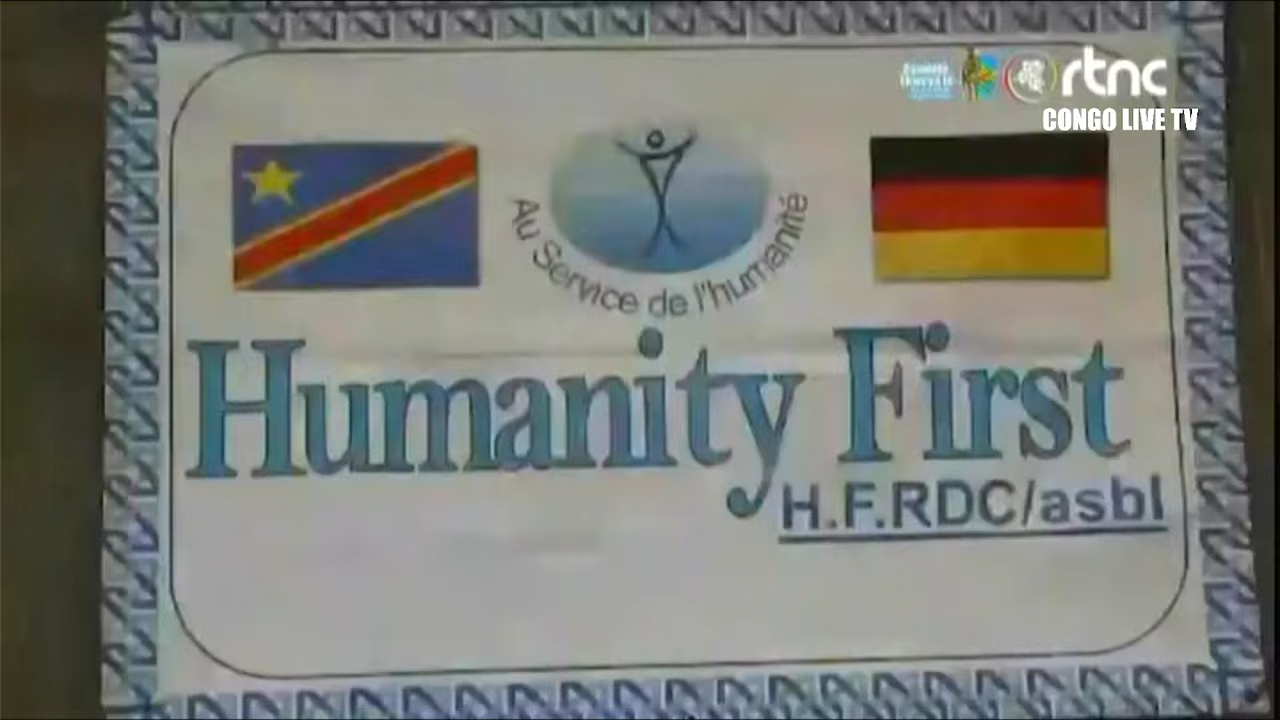 rtnc
CONGO LIVE TV
Au Service de l'humanité
Humanity First
H.F.RDC/asbl